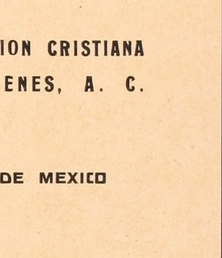 ION CRISTIANA
ENES, A. C.
DE MEXICO